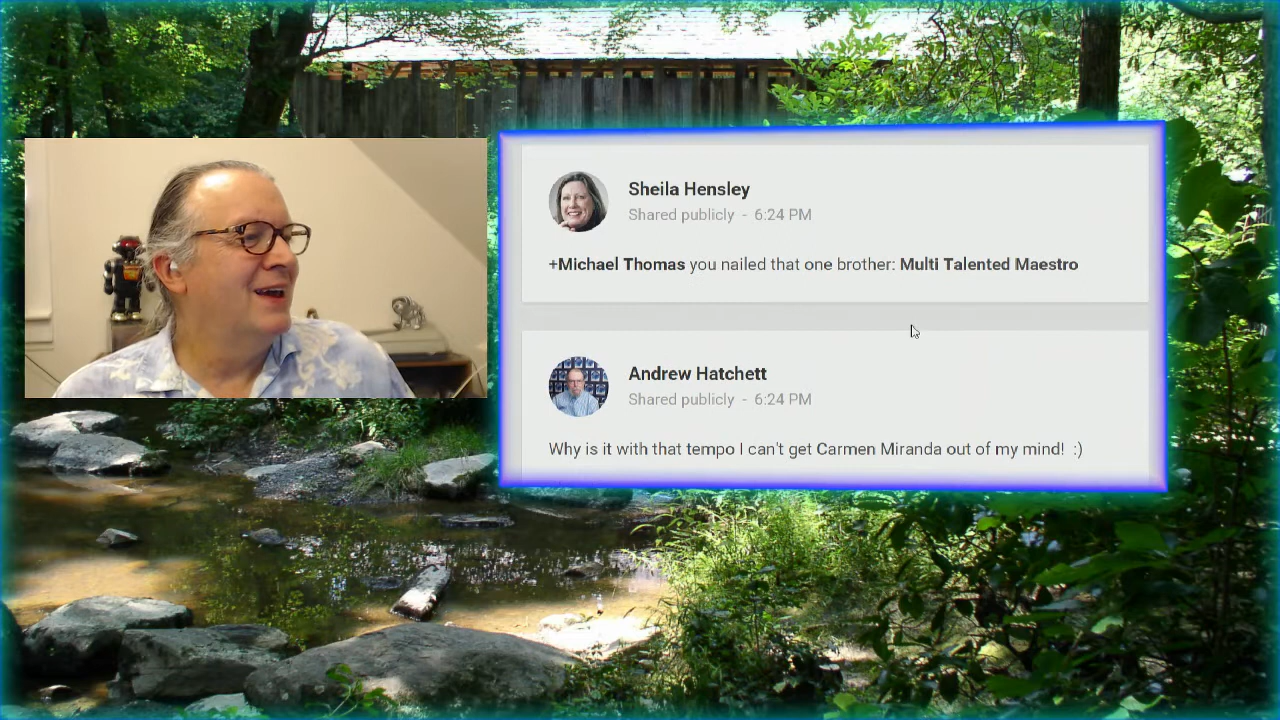 Sheila Hensley
Shared publicly - 6:24 PM
+Michael Thomas you nailed that one brother: Multi Talented Maestro
Andrew Hatchett
Shared publicly - 6:24 PM
Why is it with that tempo I can't get Carmen Miranda out of my mind!  :)